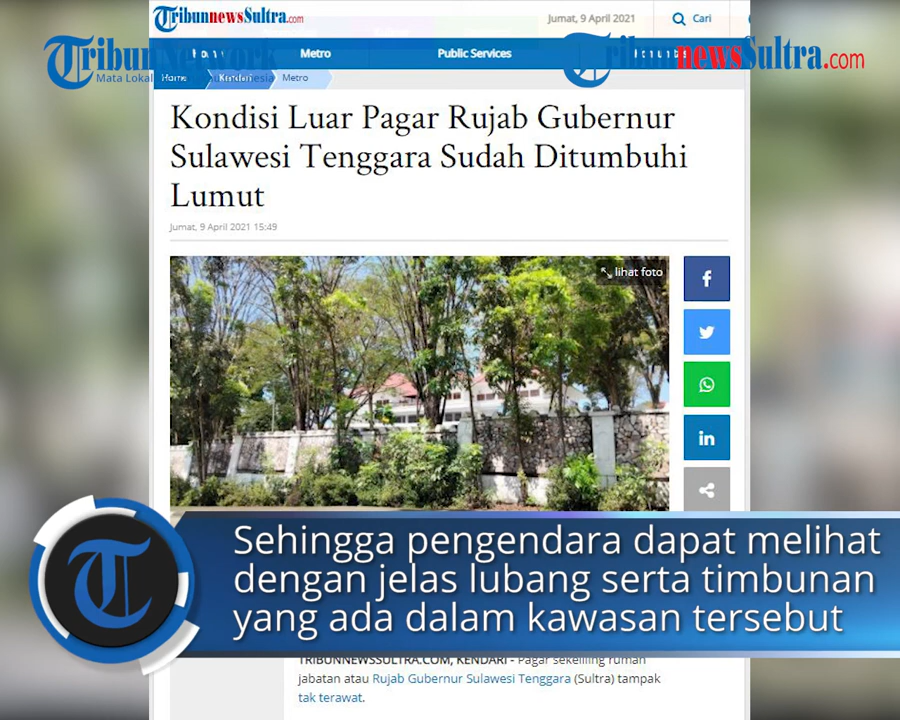 TribunnewsSultra.com
Jumat, 9 April 2021
Cari
Tribun Network
TribunnewsSultra.com
Home Metro Public Services
Mata Lokal
Home Kendari Metro
Kondisi Luar Pagar Rujab Gubernur
Sulawesi Tenggara Sudah Ditumbuhi
Lumut
Jumat, 9 April 2021 15:49
lihat foto
Sehingga pengendara dapat melihat
dengan jelas lubang serta timbunan
yang ada dalam kawasan tersebut
TRIBUNNEWSSULTRA.COM, KENDARI - Pagar sekeliling rumah
jabatan atau Rujab Gubernur Sulawesi Tenggara (Sultra) tampak
tak terawat.